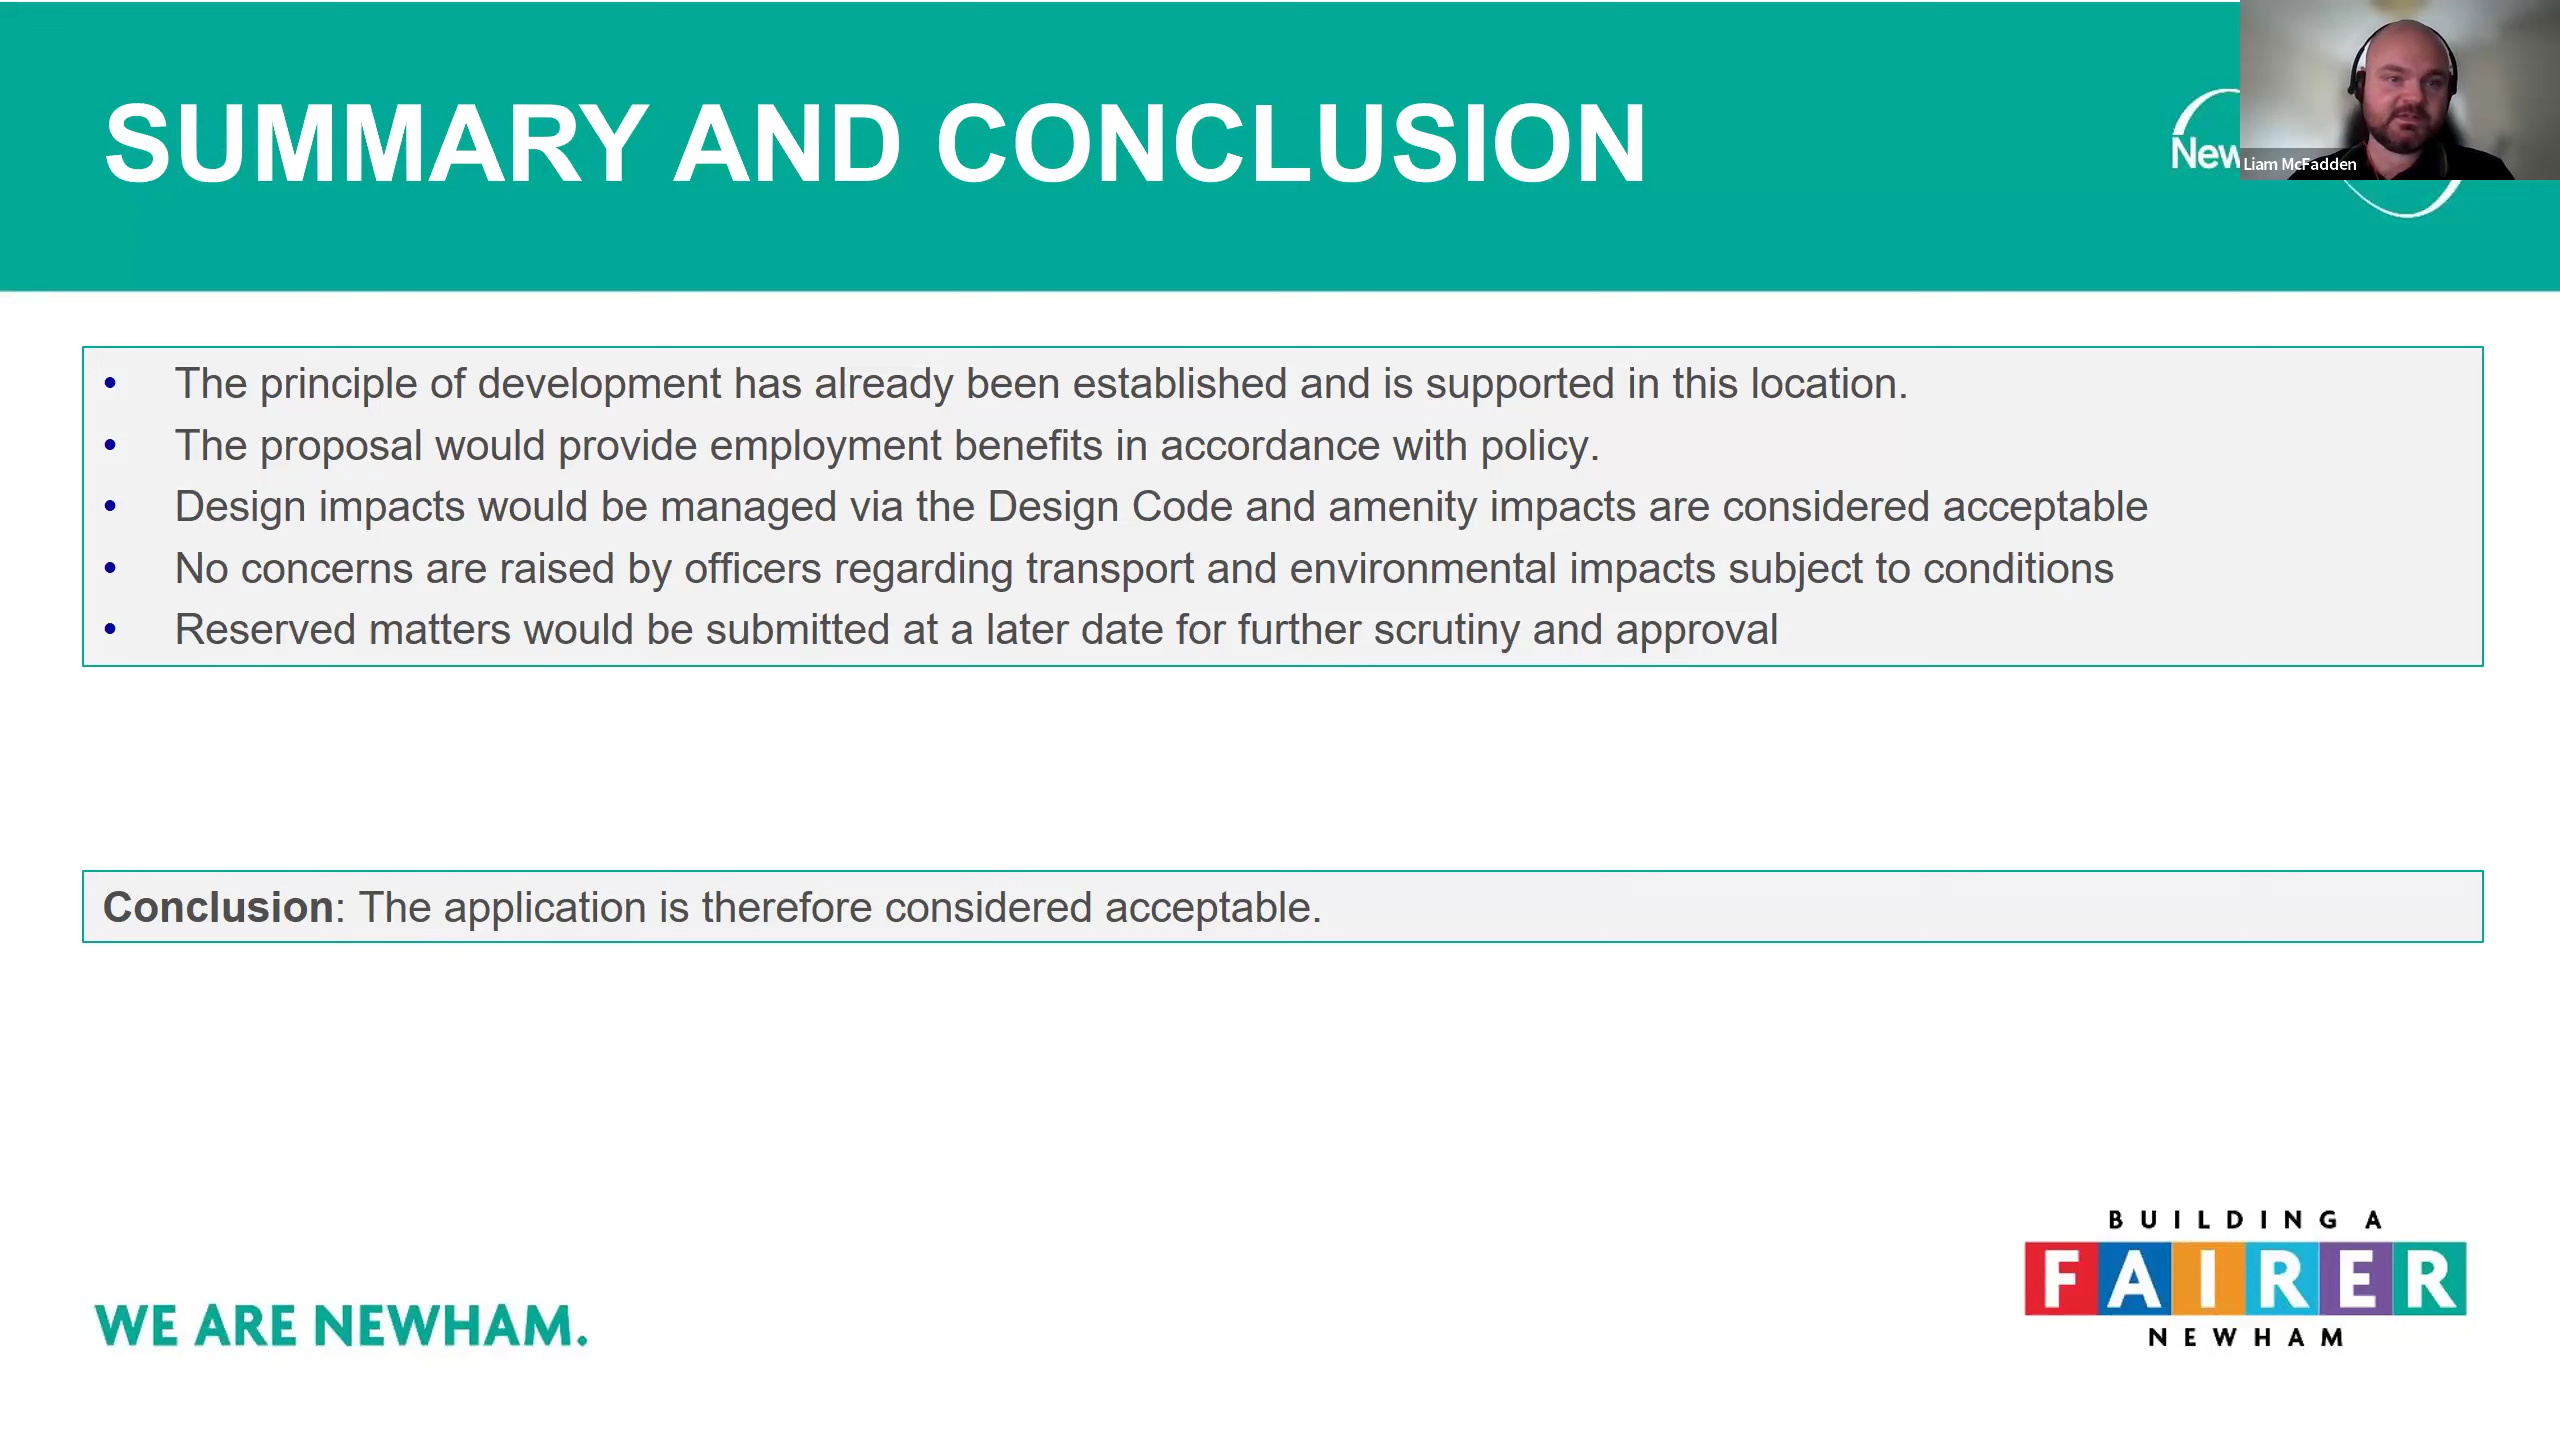 SUMMARY AND CONCLUSION
New
Liam McFadden
• The principle of development has already been established and is supported in this location.
• The proposal would provide employment benefits in accordance with policy.
• Design impacts would be managed via the Design Code and amenity impacts are considered acceptable
• No concerns are raised by officers regarding transport and environmental impacts subject to conditions
• Reserved matters would be submitted at a later date for further scrutiny and approval
Conclusion: The application is therefore considered acceptable.
BUILDING A
FAIRER
NEWHAM
WE ARE NEWHAM.